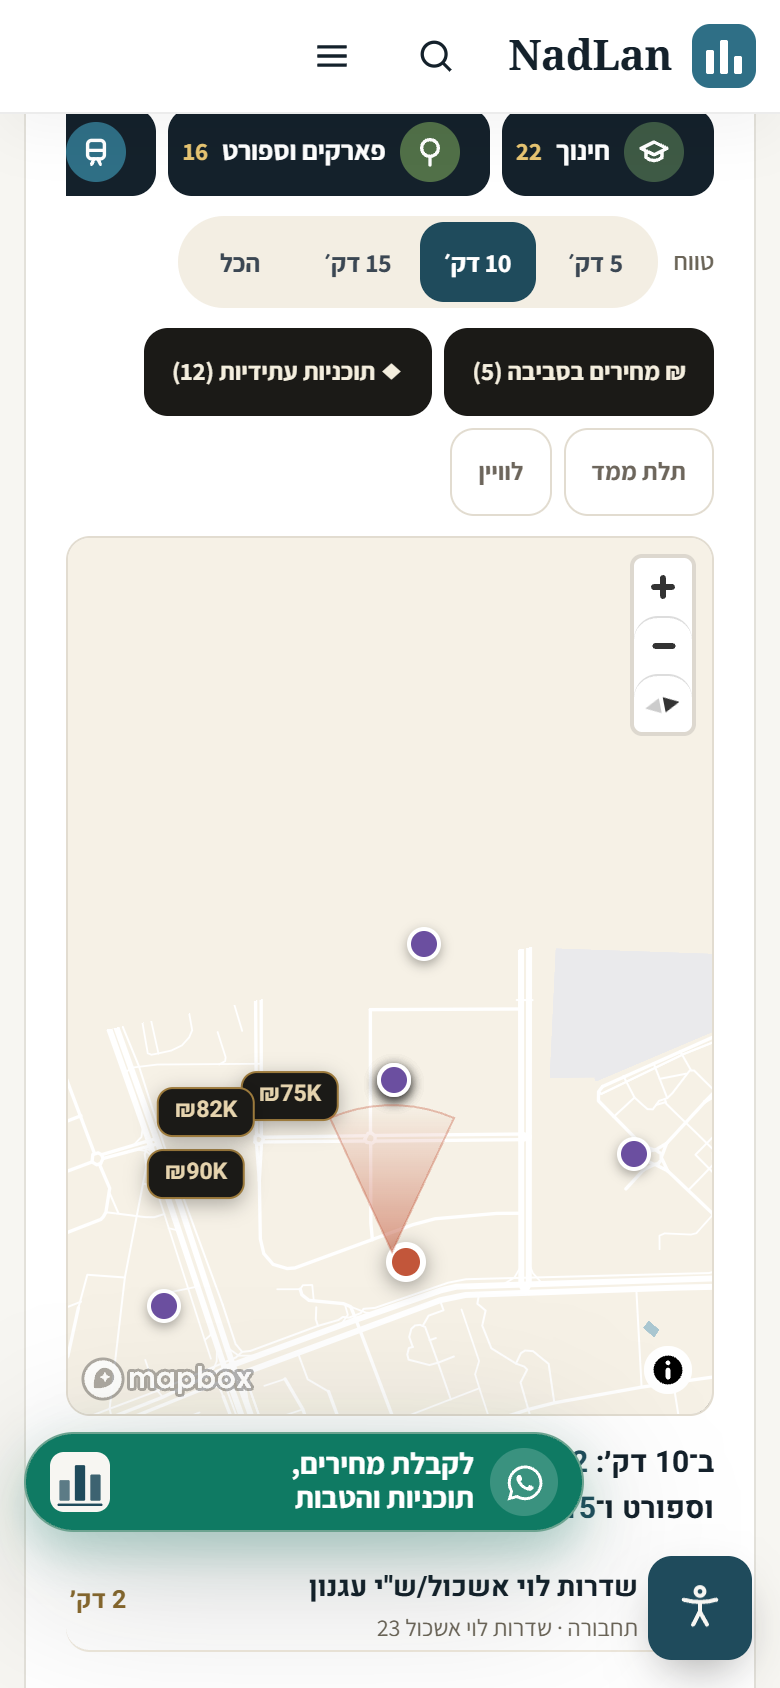 NadLan
חינוך 22
פארקים וספורט 16
טווח
5 דק׳
10 דק׳
15 דק׳
הכל
₪ מחירים בסביבה (5)
◆ תוכניות עתידיות (12)
תלת ממד
לוויין
₪75K
₪82K
₪90K
mapbox
ב־10 דק׳:
וספורט ו־
לקבלת מחירים,
תוכניות והטבות
שדרות לוי אשכול/ש"י עגנון
2 דק׳
תחבורה · שדרות לוי אשכול 23